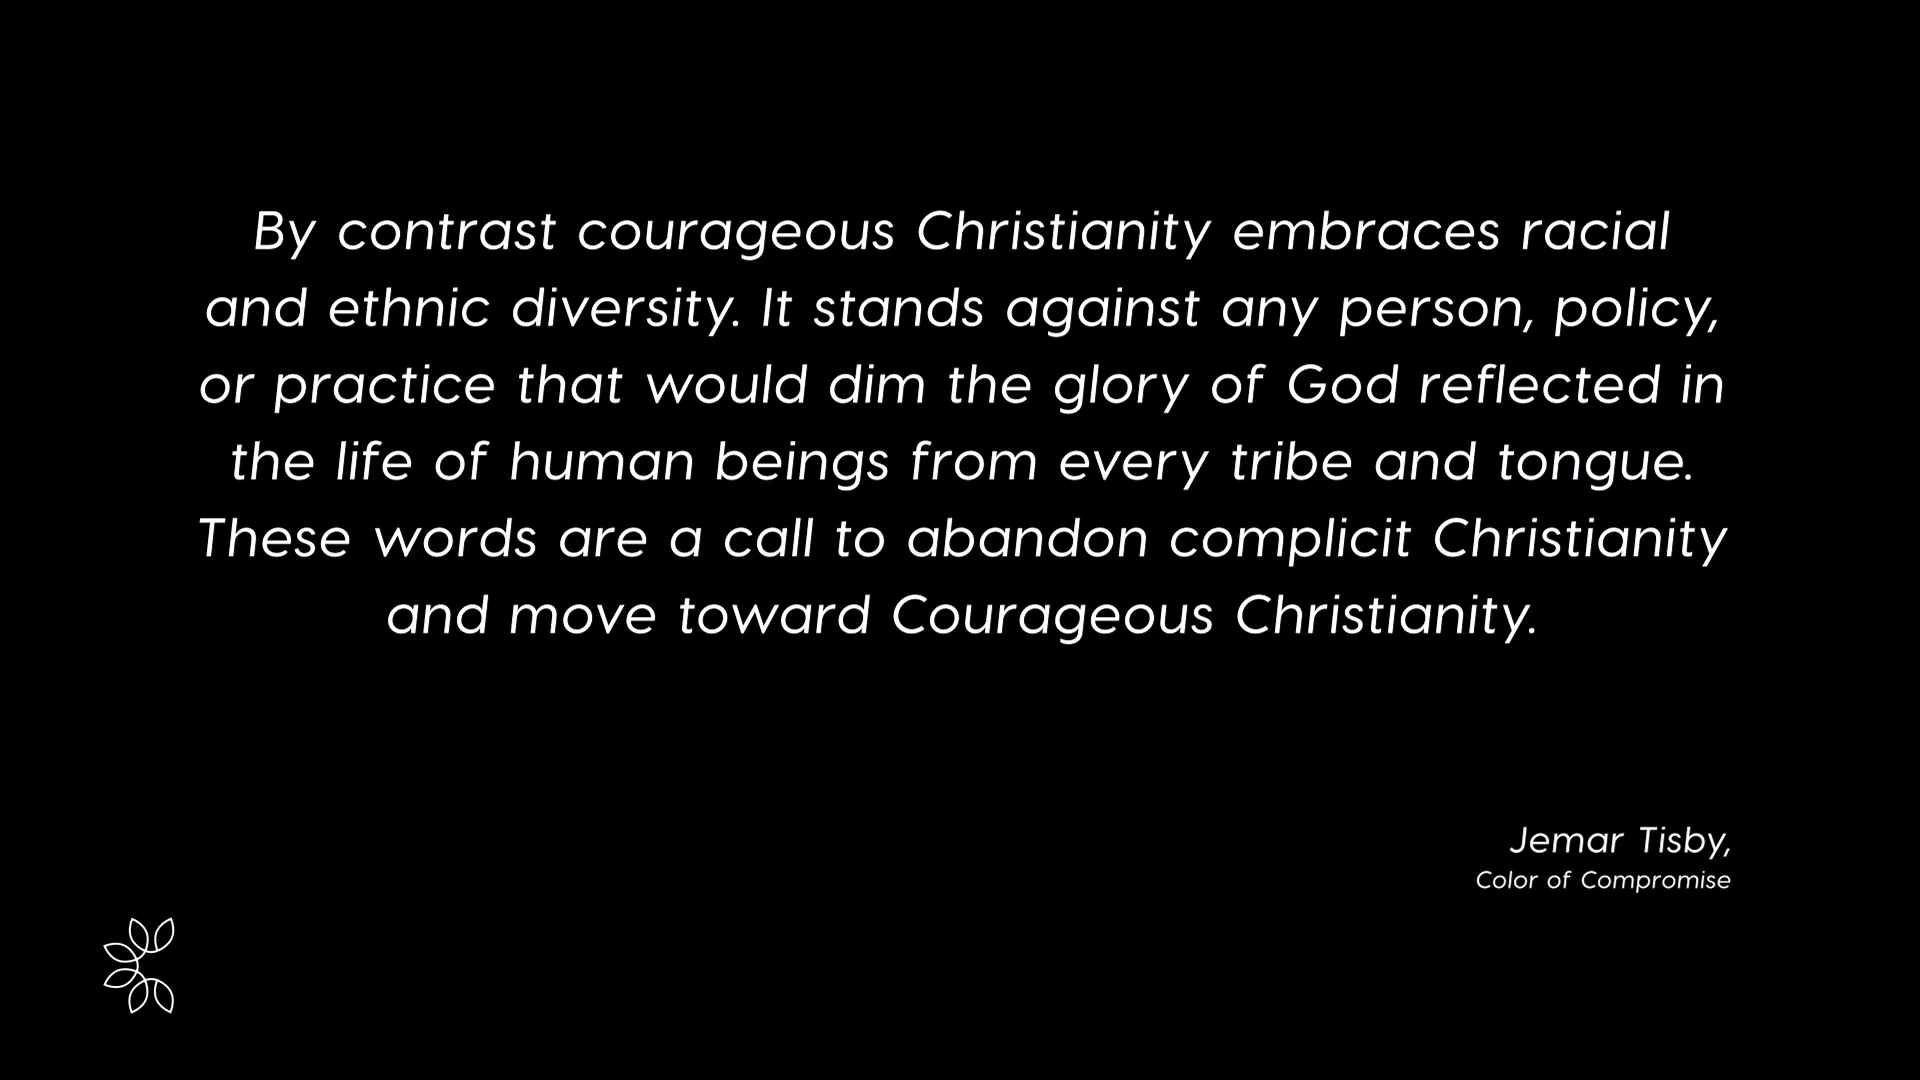 By contrast courageous Christianity embraces racial
and ethnic diversity. It stands against any person, policy,
or practice that would dim the glory of God reflected in
the life of human beings from every tribe and tongue.
These words are a call to abandon complicit Christianity
and move toward Courageous Christianity.
Jemar Tisby,
Color of Compromise